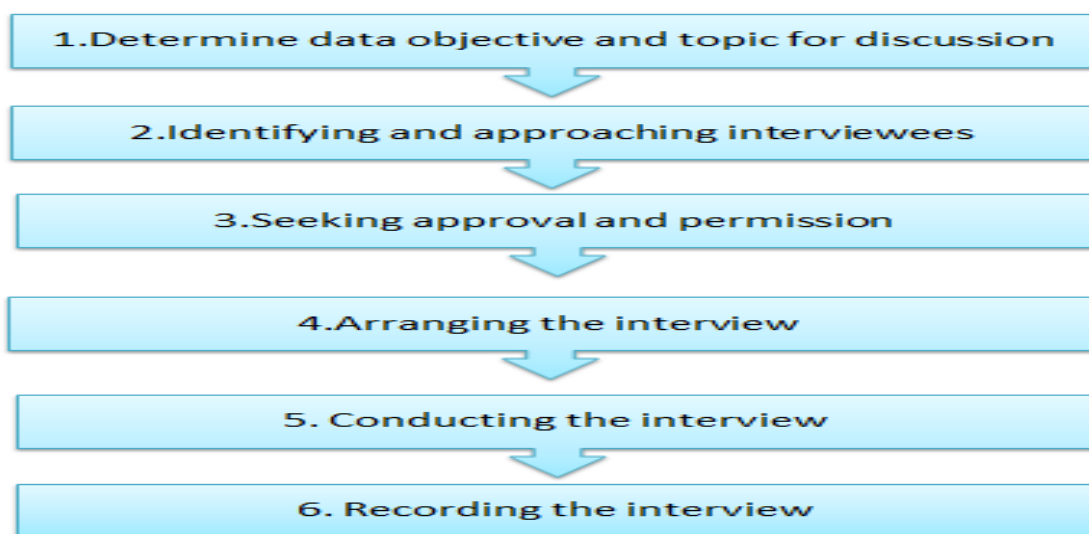 1.Determine data objective and topic for discussion
2.Identifying and approaching interviewees
3.Seeking approval and permission
4.Arranging the interview
5. Conducting the interview
6. Recording the interview